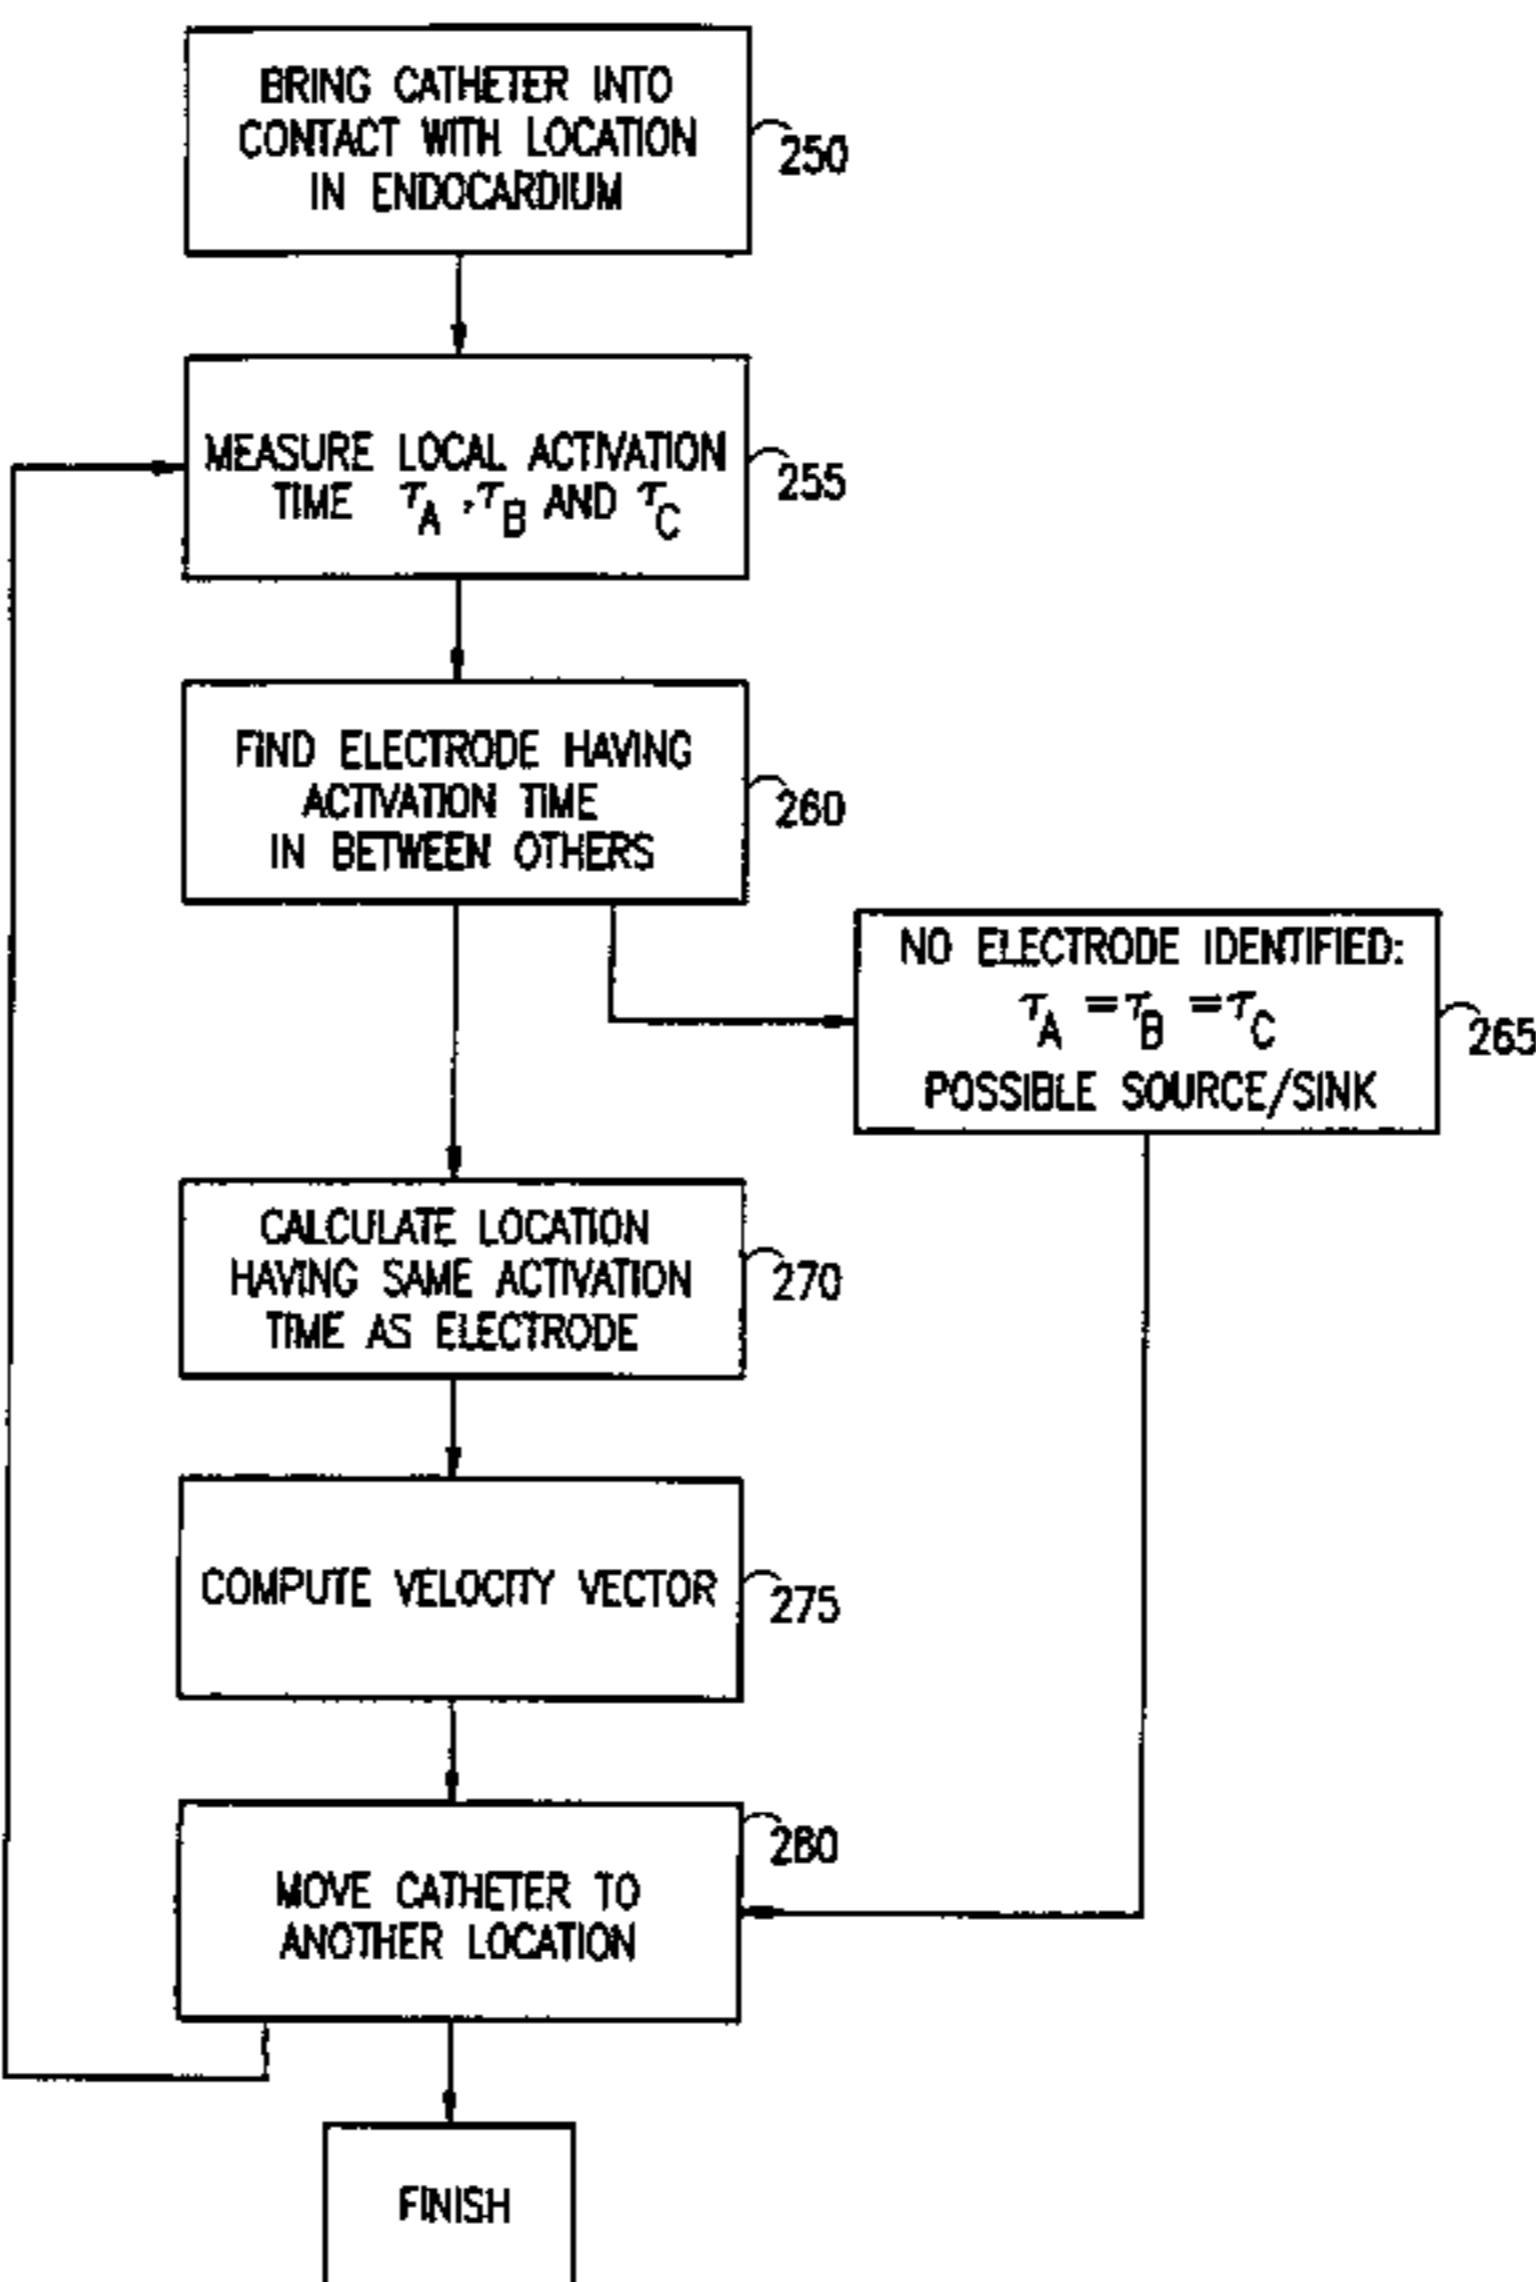 BRING CATHETER INTO
CONTACT WITH LOCATION
IN ENDOCARDIUM
250
MEASURE LOCAL ACTIVATION
TIME τA , τB AND τC
255
FIND ELECTRODE HAVING
ACTIVATION TIME
IN BETWEEN OTHERS
260
NO ELECTRODE IDENTIFIED:
τA = τB = τC
POSSIBLE SOURCE/SINK
265
CALCULATE LOCATION
HAVING SAME ACTIVATION
TIME AS ELECTRODE
270
COMPUTE VELOCITY VECTOR
275
MOVE CATHETER TO
ANOTHER LOCATION
280
FINISH